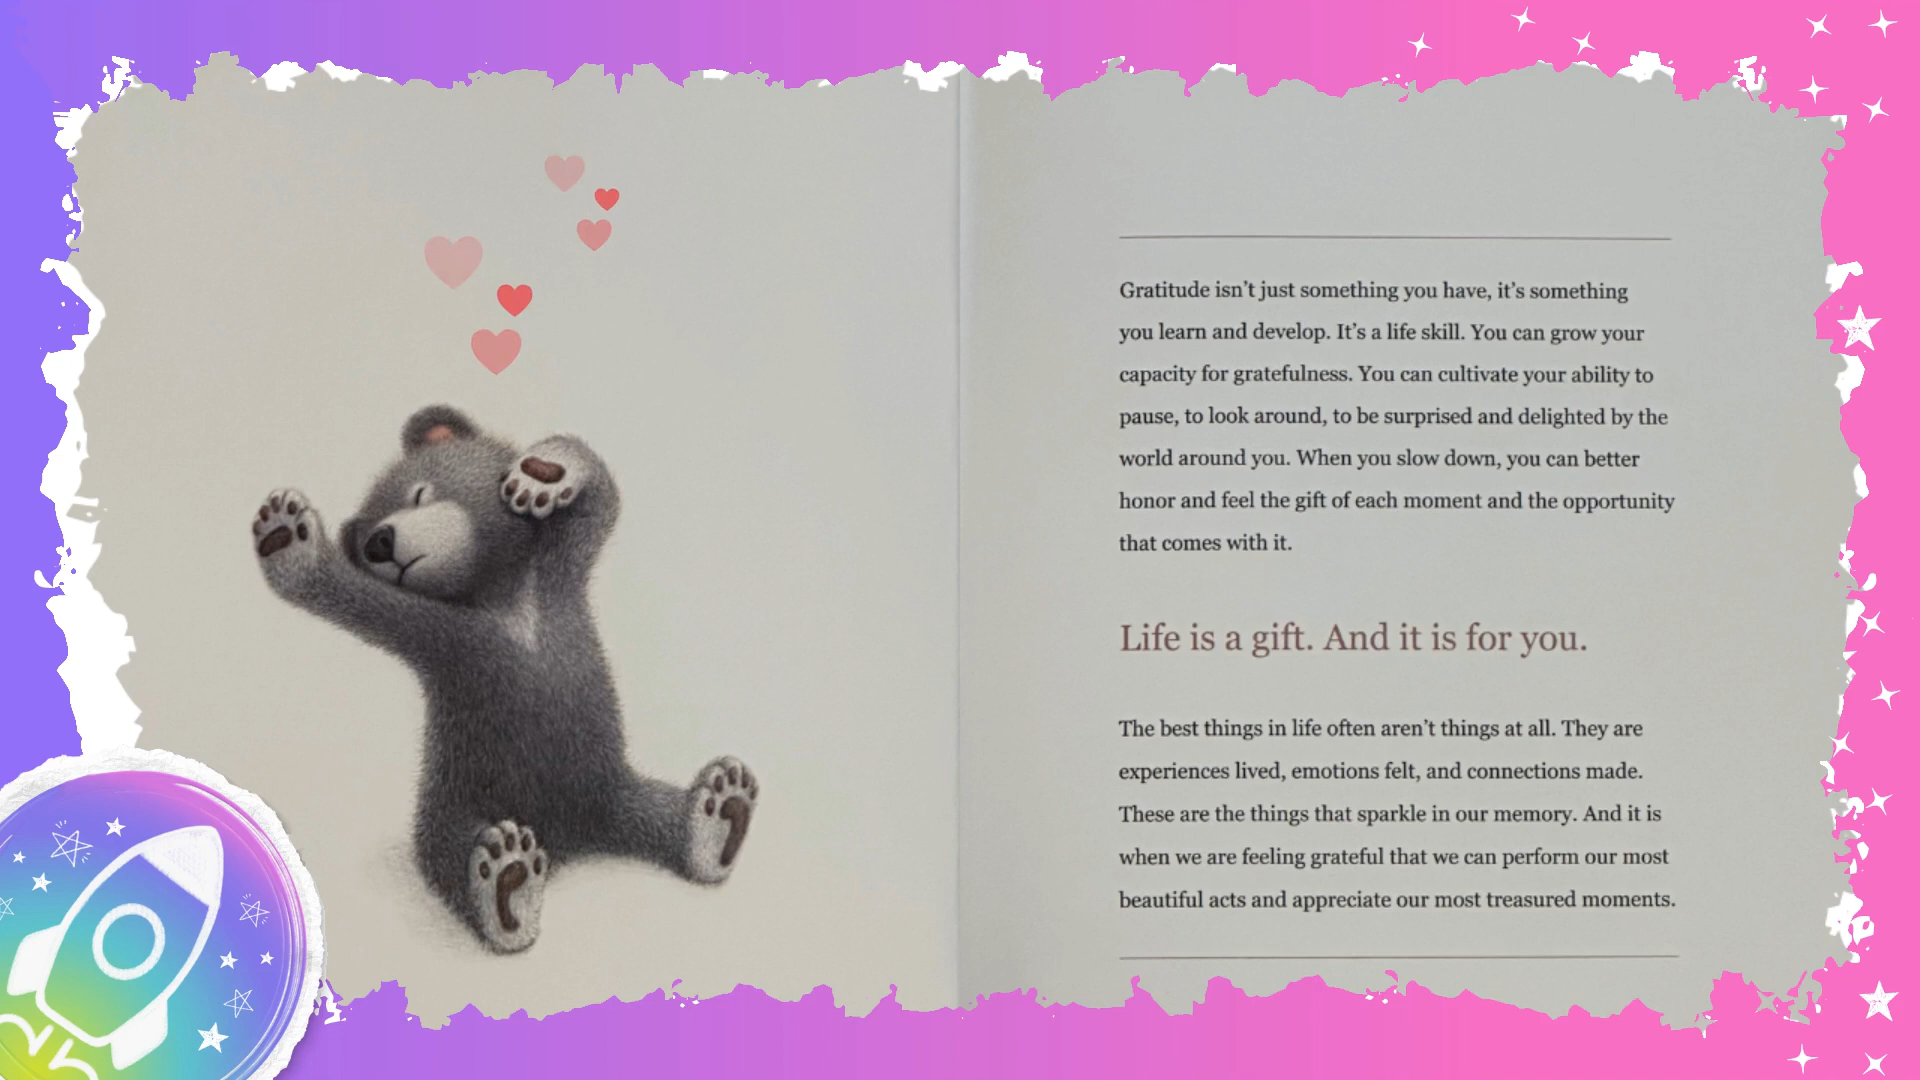 Gratitude isn't just something you have, it's something
you learn and develop. It's a life skill. You can grow your
capacity for gratefulness. You can cultivate your ability to
pause, to look around, to be surprised and delighted by the
world around you. When you slow down, you can better
honor and feel the gift of each moment and the opportunity
that comes with it.
Life is a gift. And it is for you.
The best things in life often aren't things at all. They are
experiences lived, emotions felt, and connections made.
These are the things that sparkle in our memory. And it is
when we are feeling grateful that we can perform our most
beautiful acts and appreciate our most treasured moments.